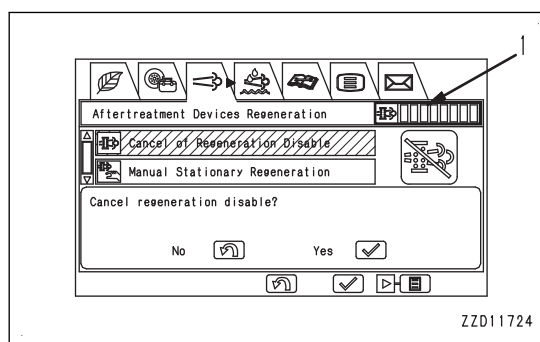 1
Aftertreatment Devices Regeneration
Cancel of Regeneration Disable
Manual Stationary Regeneration
Cancel regeneration disable?
No Yes
ZZD11724